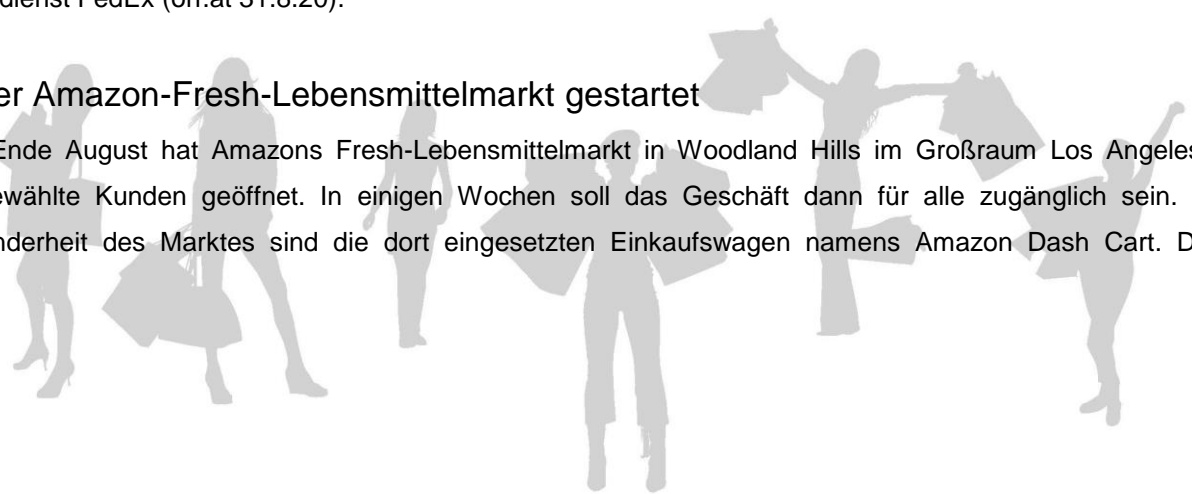 dienst FedEx (orf.at 31.8.20).
er Amazon-Fresh-Lebensmittelmarkt gestartet
Ende August hat Amazons Fresh-Lebensmittelmarkt in Woodland Hills im Großraum Los Angeles
ewählte Kunden geöffnet. In einigen Wochen soll das Geschäft dann für alle zugänglich sein.
nderheit des Marktes sind die dort eingesetzten Einkaufswagen namens Amazon Dash Cart. D